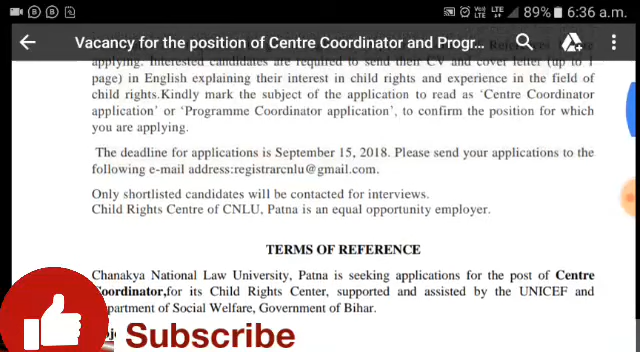 89% 6:36 a.m.
Vacancy for the position of Centre Coordinator and Progr...
applying. Interested candidates are required to send their CV and cover letter (up to 1
page) in English explaining their interest in child rights and experience in the field of
child rights.Kindly mark the subject of the application to read as ‘Centre Coordinator
application’ or ‘Programme Coordinator application’, to confirm the position for which
you are applying.
The deadline for applications is September 15, 2018. Please send your applications to the
following e-mail address:registrarcnlu@gmail.com.
Only shortlisted candidates will be contacted for interviews.
Child Rights Centre of CNLU, Patna is an equal opportunity employer.
TERMS OF REFERENCE
Chanakya National Law University, Patna is seeking applications for the post of Centre
Coordinator,for its Child Rights Center, supported and assisted by the UNICEF and
Department of Social Welfare, Government of Bihar.
Subscribe